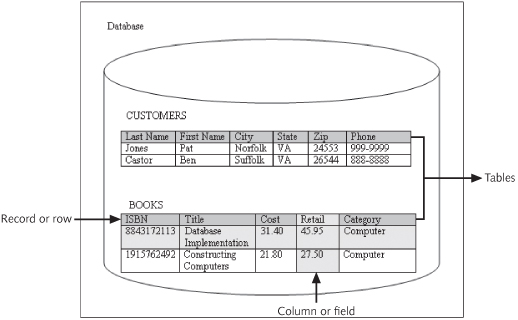 Database
CUSTOMERS
Last Name First Name City State Zip Phone
Jones Pat Norfolk VA 24553 999-9999
Castor Ben Suffolk VA 26544 888-8888
Tables
BOOKS
Record or row
ISBN Title Cost Retail Category
8843172113 Database 31.40 45.95 Computer
Implementation
1915762492 Constructing 21.80 27.50 Computer
Computers
Column or field